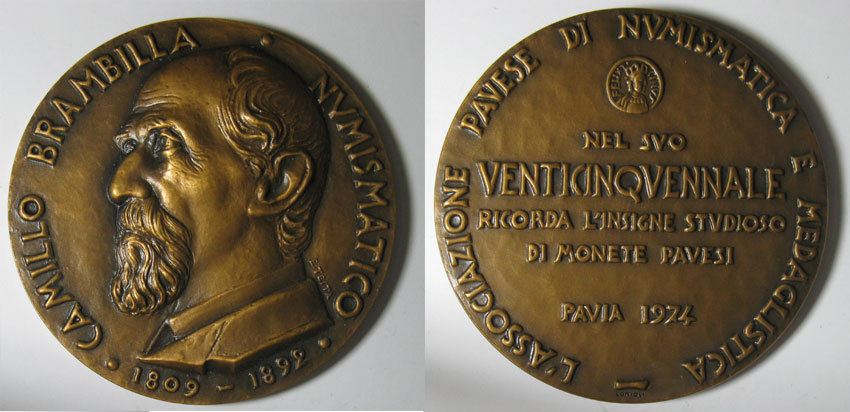 CAMILLO BRAMBILLA · NVMISMATICO
· 1809 – 1892 ·
L'ASSOCIAZIONE PAVESE DI NVMISMATICA E MEDAGLISTICA
NEL SVO
VENTICINQVENNALE
RICORDA L'INSIGNE STVDIOSO
DI MONETE PAVESI
PAVIA 1974